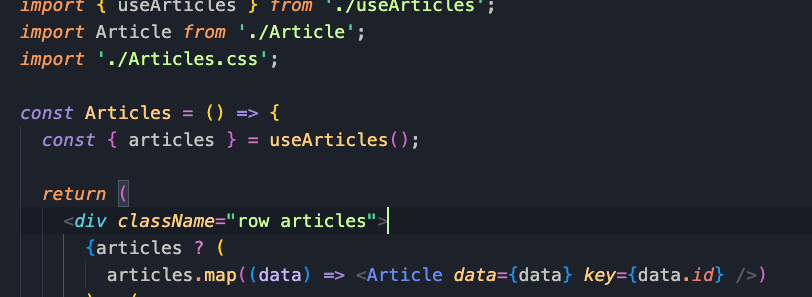 import { useArticles } from './useArticles';
import Article from './Article';
import './Articles.css';

const Articles = () => {
  const { articles } = useArticles();

  return (
    <div className="row articles">
      {articles ? (
        articles.map((data) => <Article data={data} key={data.id} />)
      ) : (